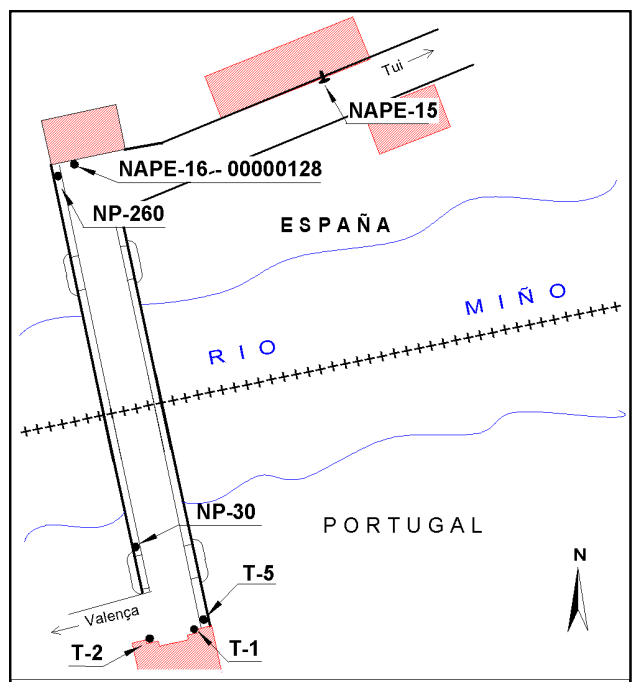 Tui
NAPE-15
NAPE-16.- 00000128
NP-260
ESPAÑA
RIO MIÑO
NP-30
PORTUGAL
N
T-5
Valença
T-2
T-1